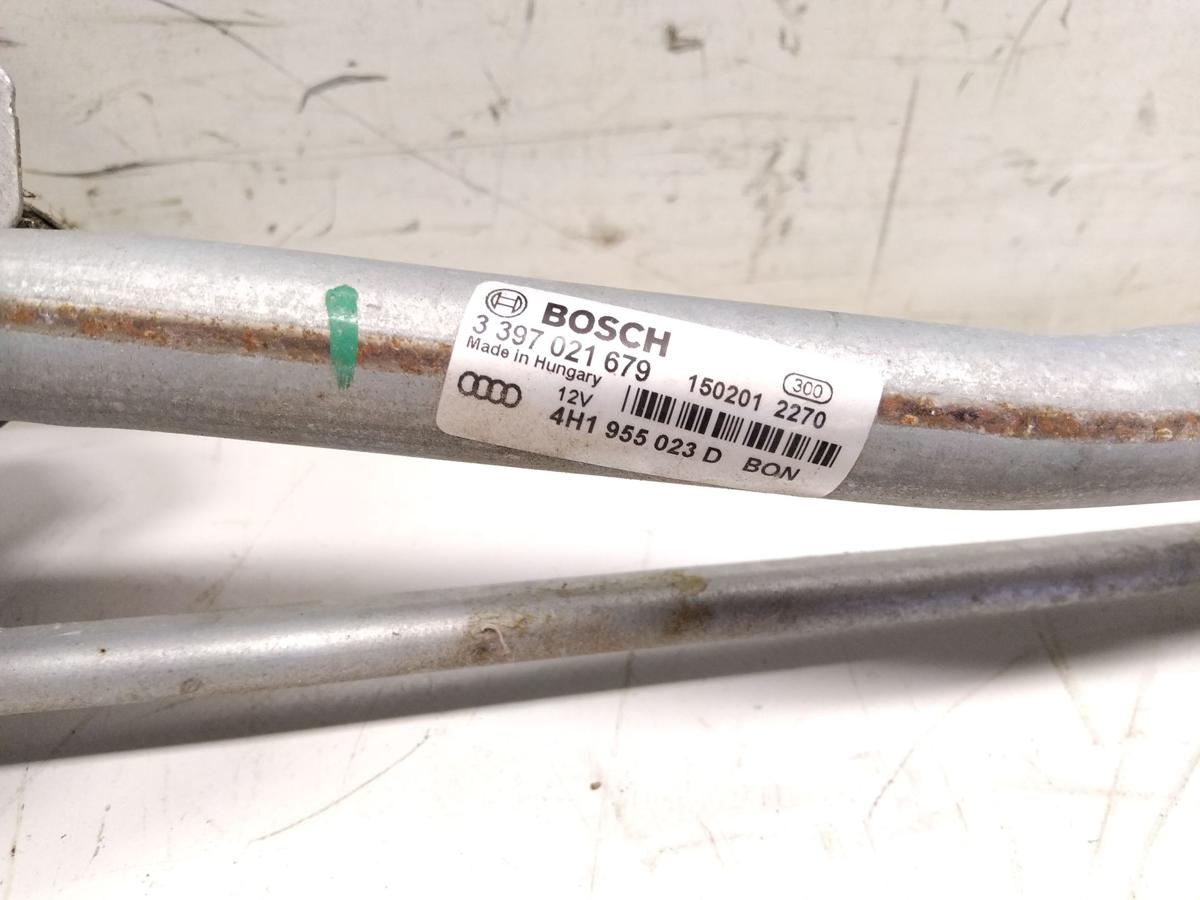 BOSCH
3 397 021 679
Made in Hungary
300
150201 2270
12V
4H1 955 023 D BON